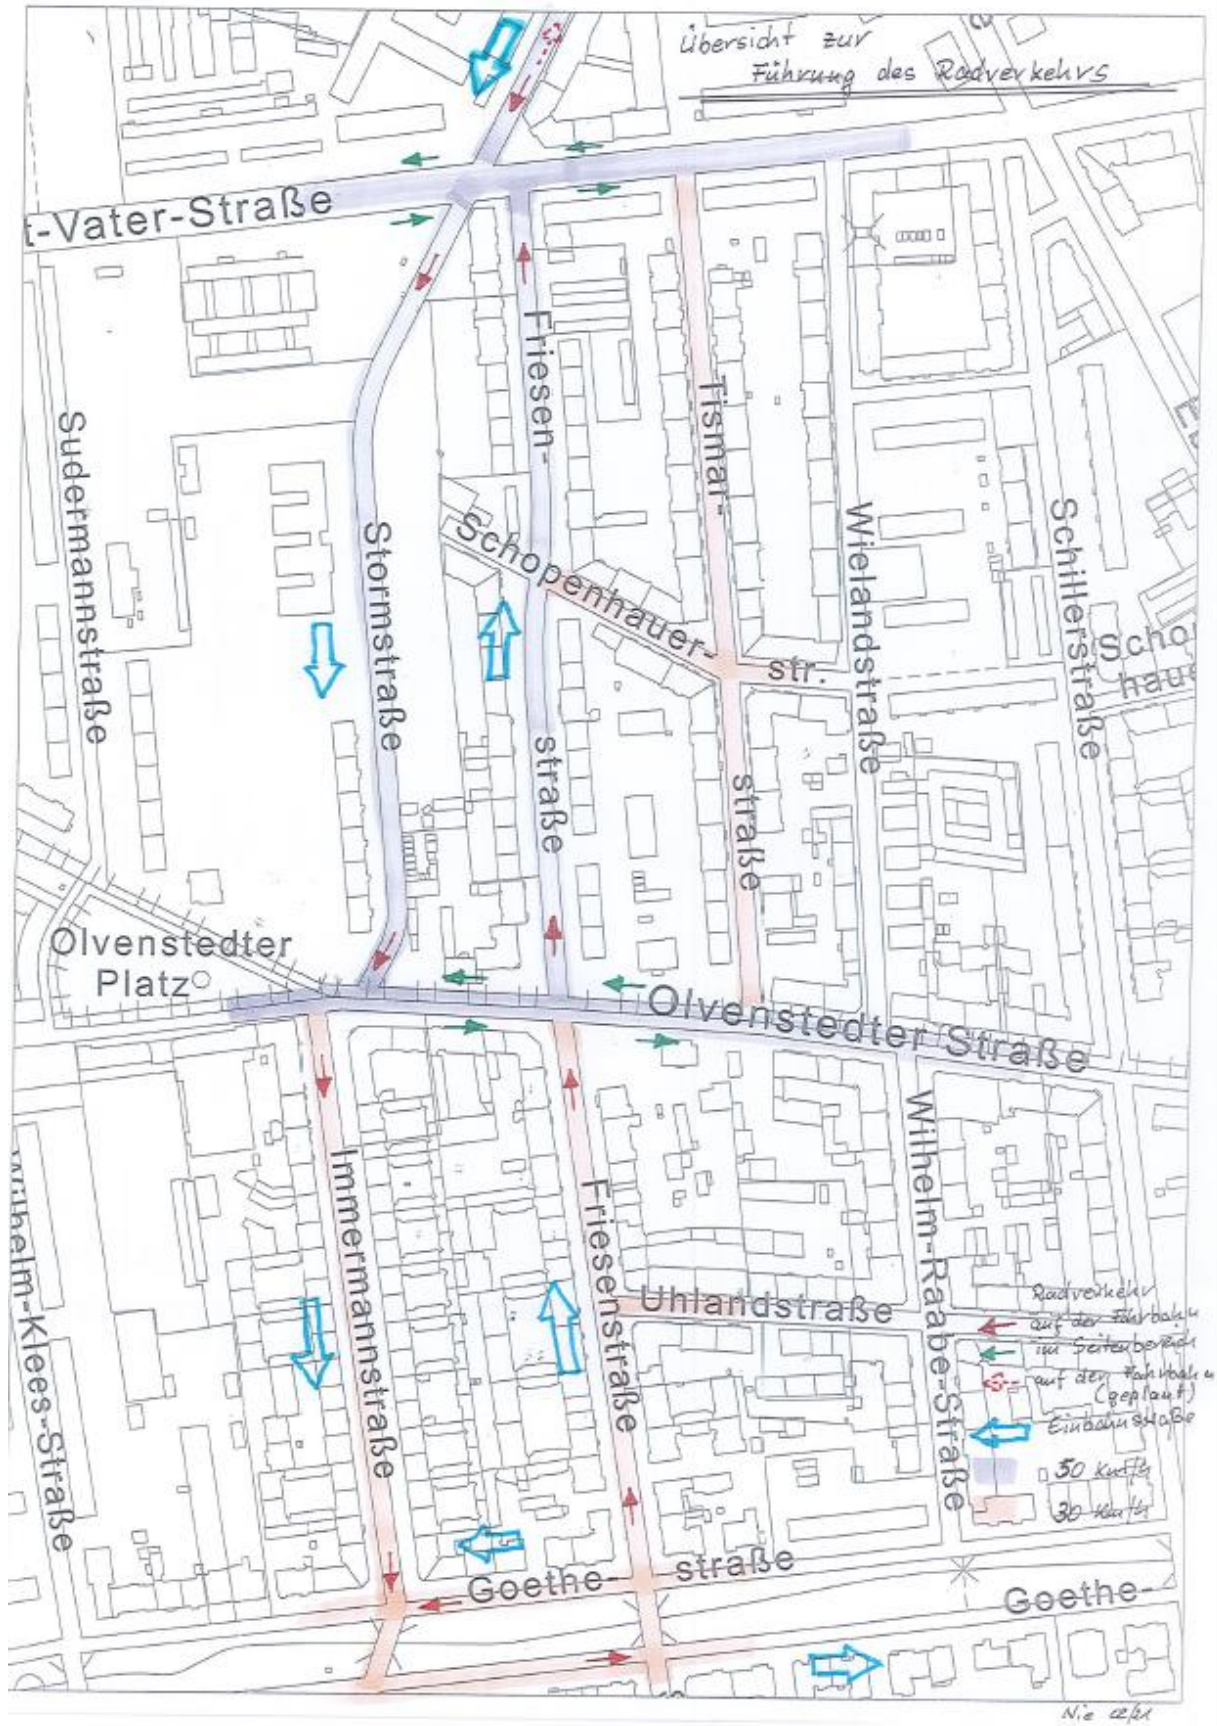 Übersicht zur
Führung des Radverkehrs
t-Vater-Straße
Friesen-
Tismar-
Sudermannstraße
Stormstraße
Schopenhauer-
str.
Wielandstraße
Schillerstraße
Scho
haue
straße
straße
Olvenstedter
Platz
Olvenstedter Straße
Wilhelm-Klees-Straße
Immermannstraße
Friesenstraße
Uhlandstraße
Wilhelm-Raabe-Straße
Radverkehr
auf der Fahrbahn
im Seitenbereich
auf der Fahrbahn
(geplant)
Einbahnstraße
50 km/h
30 km/h
Goethe-
straße
Goethe-